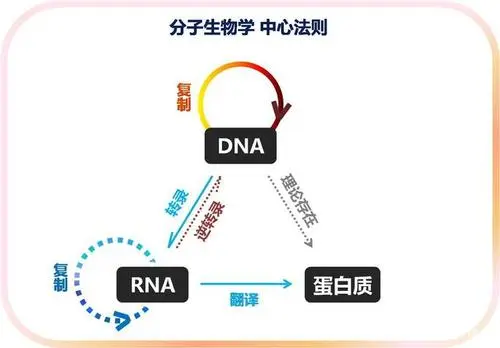 分子生物学 中心法则
复制
DNA
转录
逆转录
理论存在
复制
RNA
翻译
蛋白质